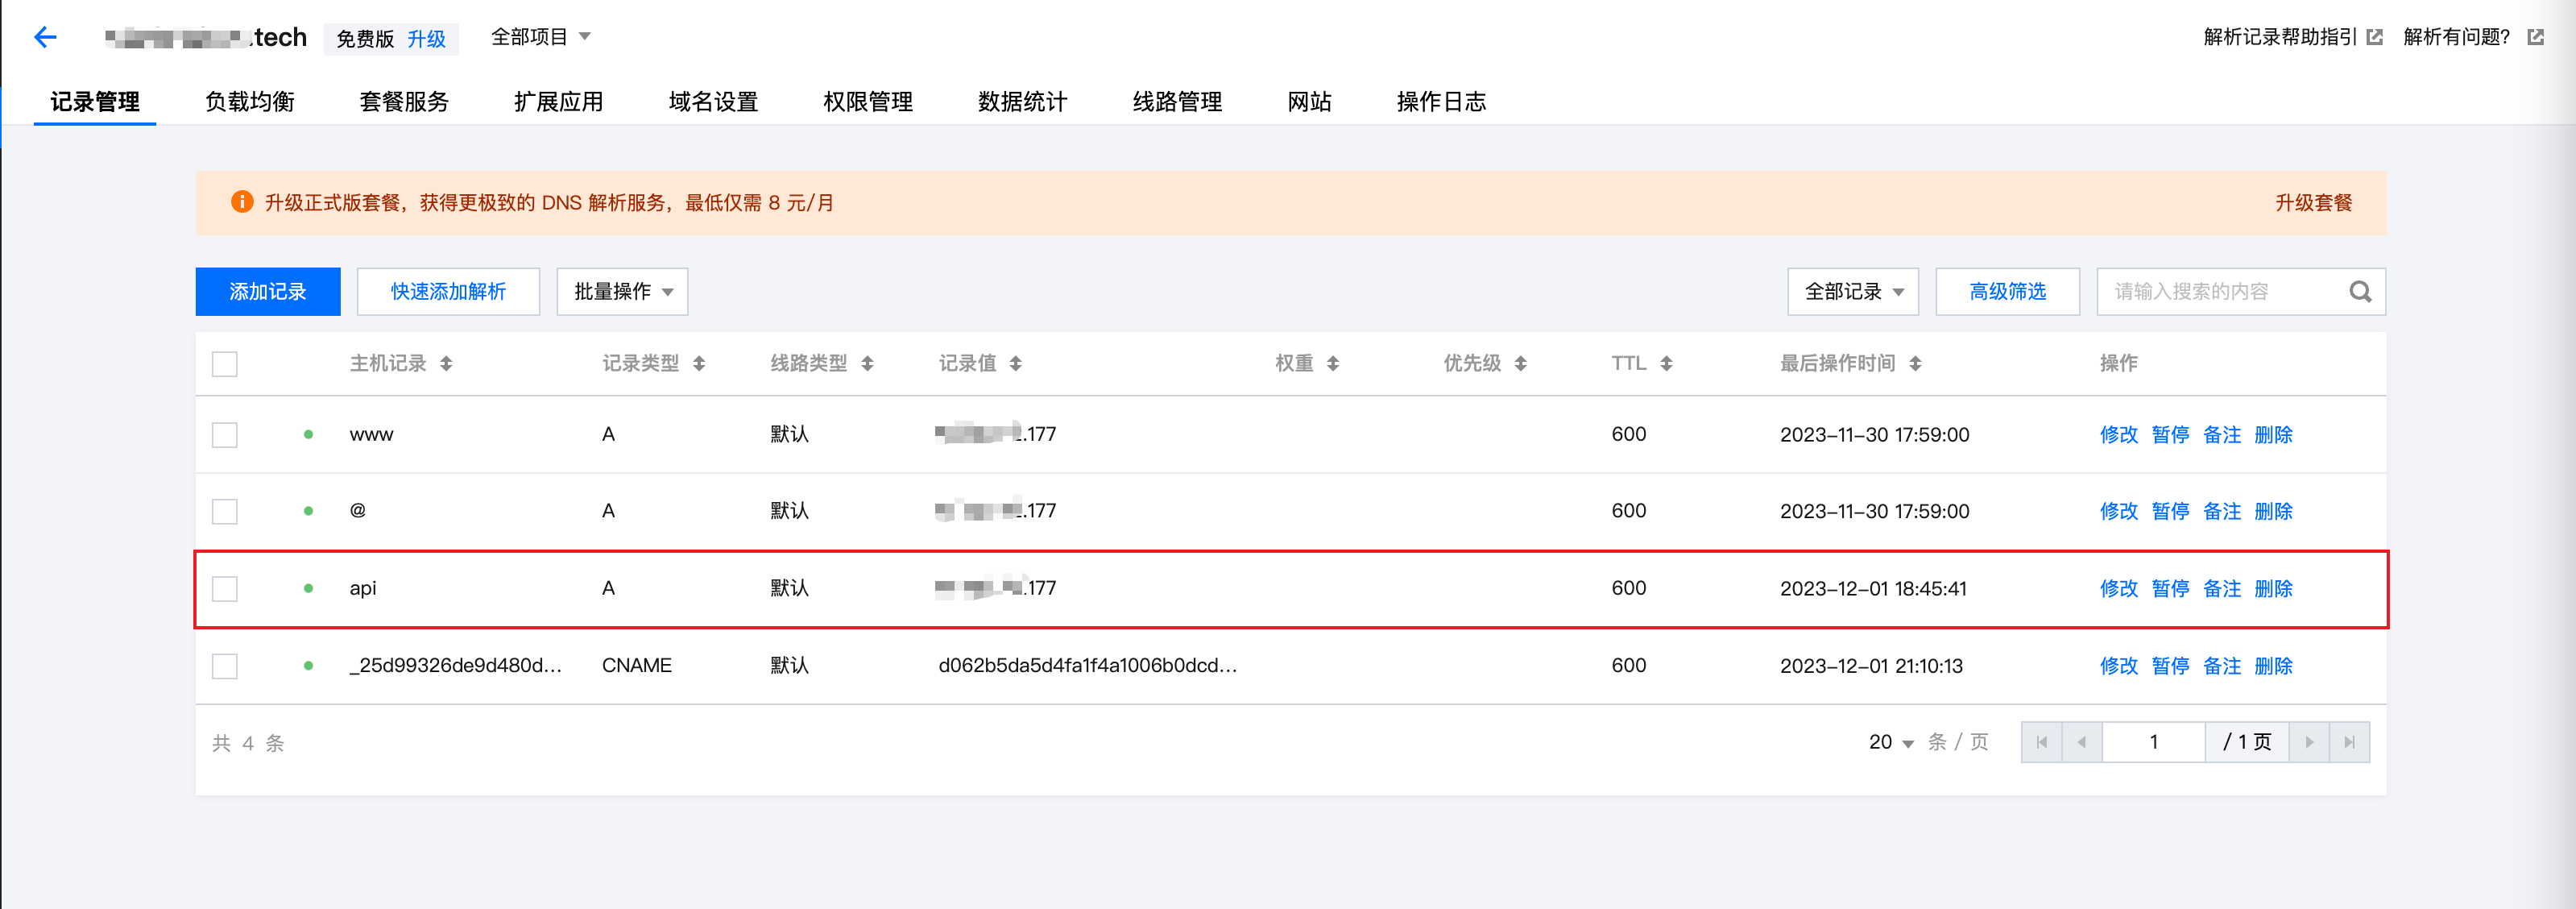 .tech 免费版 升级 全部项目 解析记录帮助指引 解析有问题?
记录管理 负载均衡 套餐服务 扩展应用 域名设置 权限管理 数据统计 线路管理 网站 操作日志
升级正式版套餐，获得更极致的 DNS 解析服务，最低仅需 8 元/月 升级套餐
添加记录 快速添加解析 批量操作 全部记录 高级筛选 请输入搜索的内容
主机记录 记录类型 线路类型 记录值 权重 优先级 TTL 最后操作时间 操作
www A 默认 .177 600 2023-11-30 17:59:00 修改 暂停 备注 删除
@ A 默认 .177 600 2023-11-30 17:59:00 修改 暂停 备注 删除
api A 默认 .177 600 2023-12-01 18:45:41 修改 暂停 备注 删除
_25d99326de9d480d... CNAME 默认 d062b5da5d4fa1f4a1006b0dcd... 600 2023-12-01 21:10:13 修改 暂停 备注 删除
共 4 条 20 条 / 页 1 / 1 页